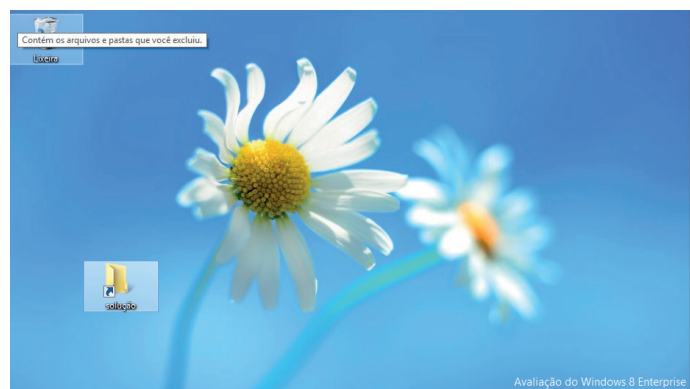 Contém os arquivos e pastas que você excluiu.
Lixeira
solução
Avaliação do Windows 8 Enterprise